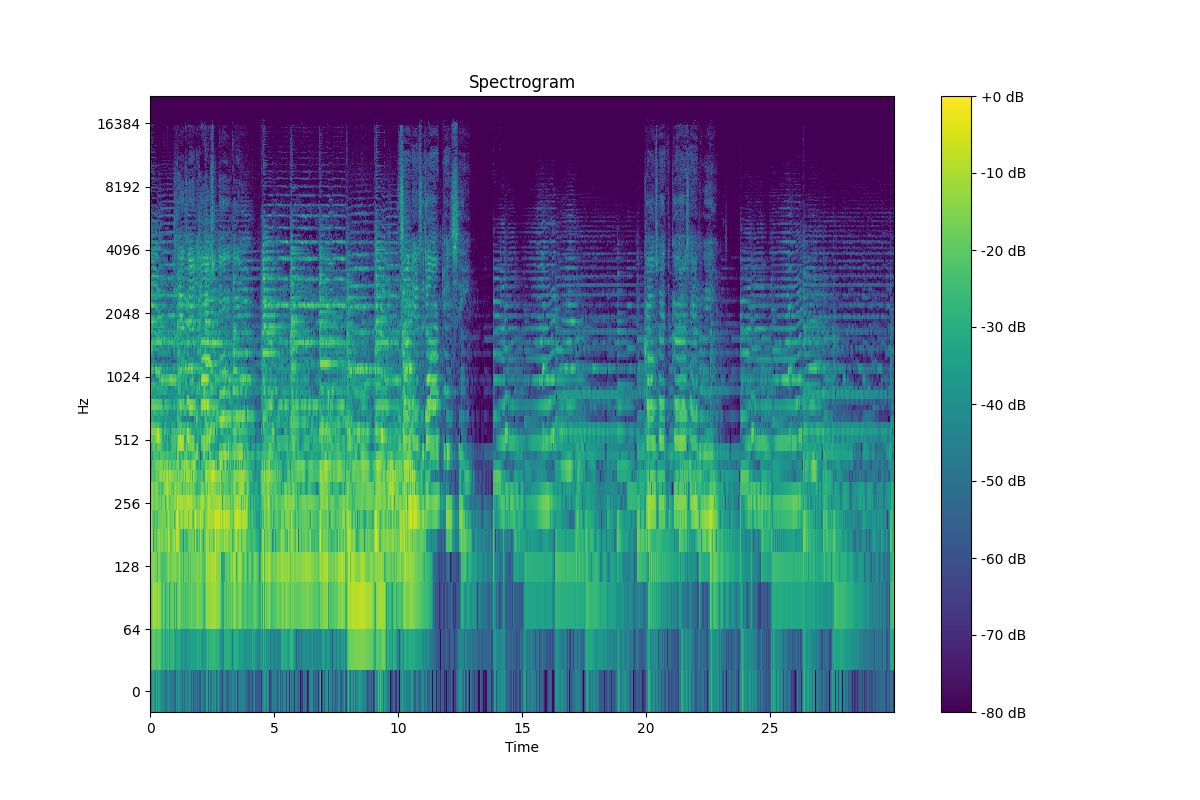 Spectrogram
16384
8192
4096
2048
1024
512
256
128
64
0
Hz
0 5 10 15 20 25
Time
+0 dB
-10 dB
-20 dB
-30 dB
-40 dB
-50 dB
-60 dB
-70 dB
-80 dB